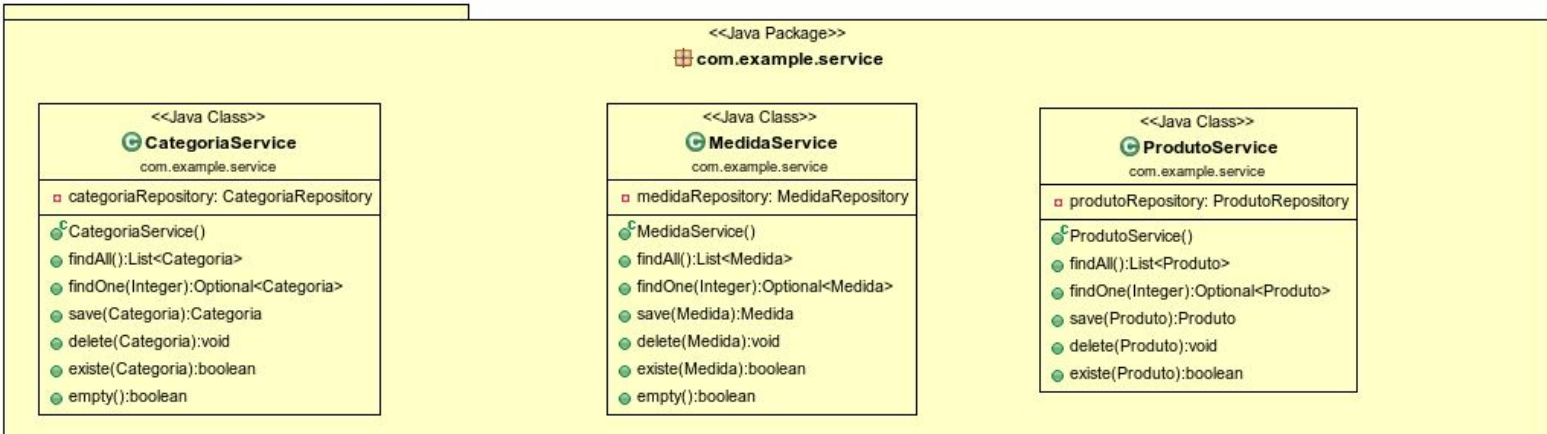 <<Java Package>>
com.example.service
<<Java Class>>
CategoriaService
com.example.service
categoriaRepository: CategoriaRepository
CategoriaService()
findAll():List<Categoria>
findOne(Integer):Optional<Categoria>
save(Categoria):Categoria
delete(Categoria):void
existe(Categoria):boolean
empty():boolean
<<Java Class>>
MedidaService
com.example.service
medidaRepository: MedidaRepository
MedidaService()
findAll():List<Medida>
findOne(Integer):Optional<Medida>
save(Medida):Medida
delete(Medida):void
existe(Medida):boolean
empty():boolean
<<Java Class>>
ProdutoService
com.example.service
produtoRepository: ProdutoRepository
ProdutoService()
findAll():List<Produto>
findOne(Integer):Optional<Produto>
save(Produto):Produto
delete(Produto):void
existe(Produto):boolean